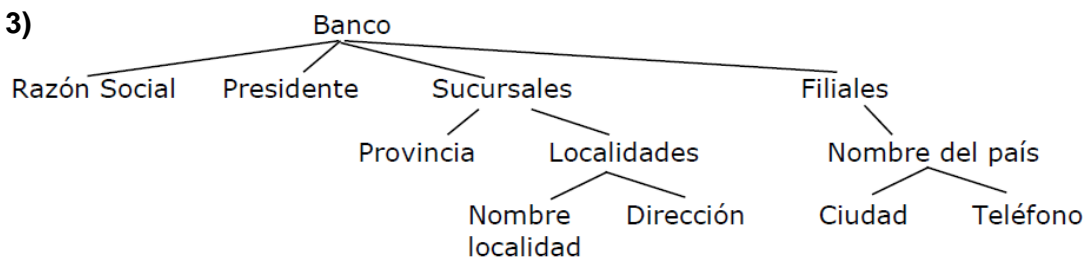 3)
Banco
Razón Social Presidente Sucursales Filiales
Provincia Localidades Nombre del país
Nombre Dirección Ciudad Teléfono
localidad